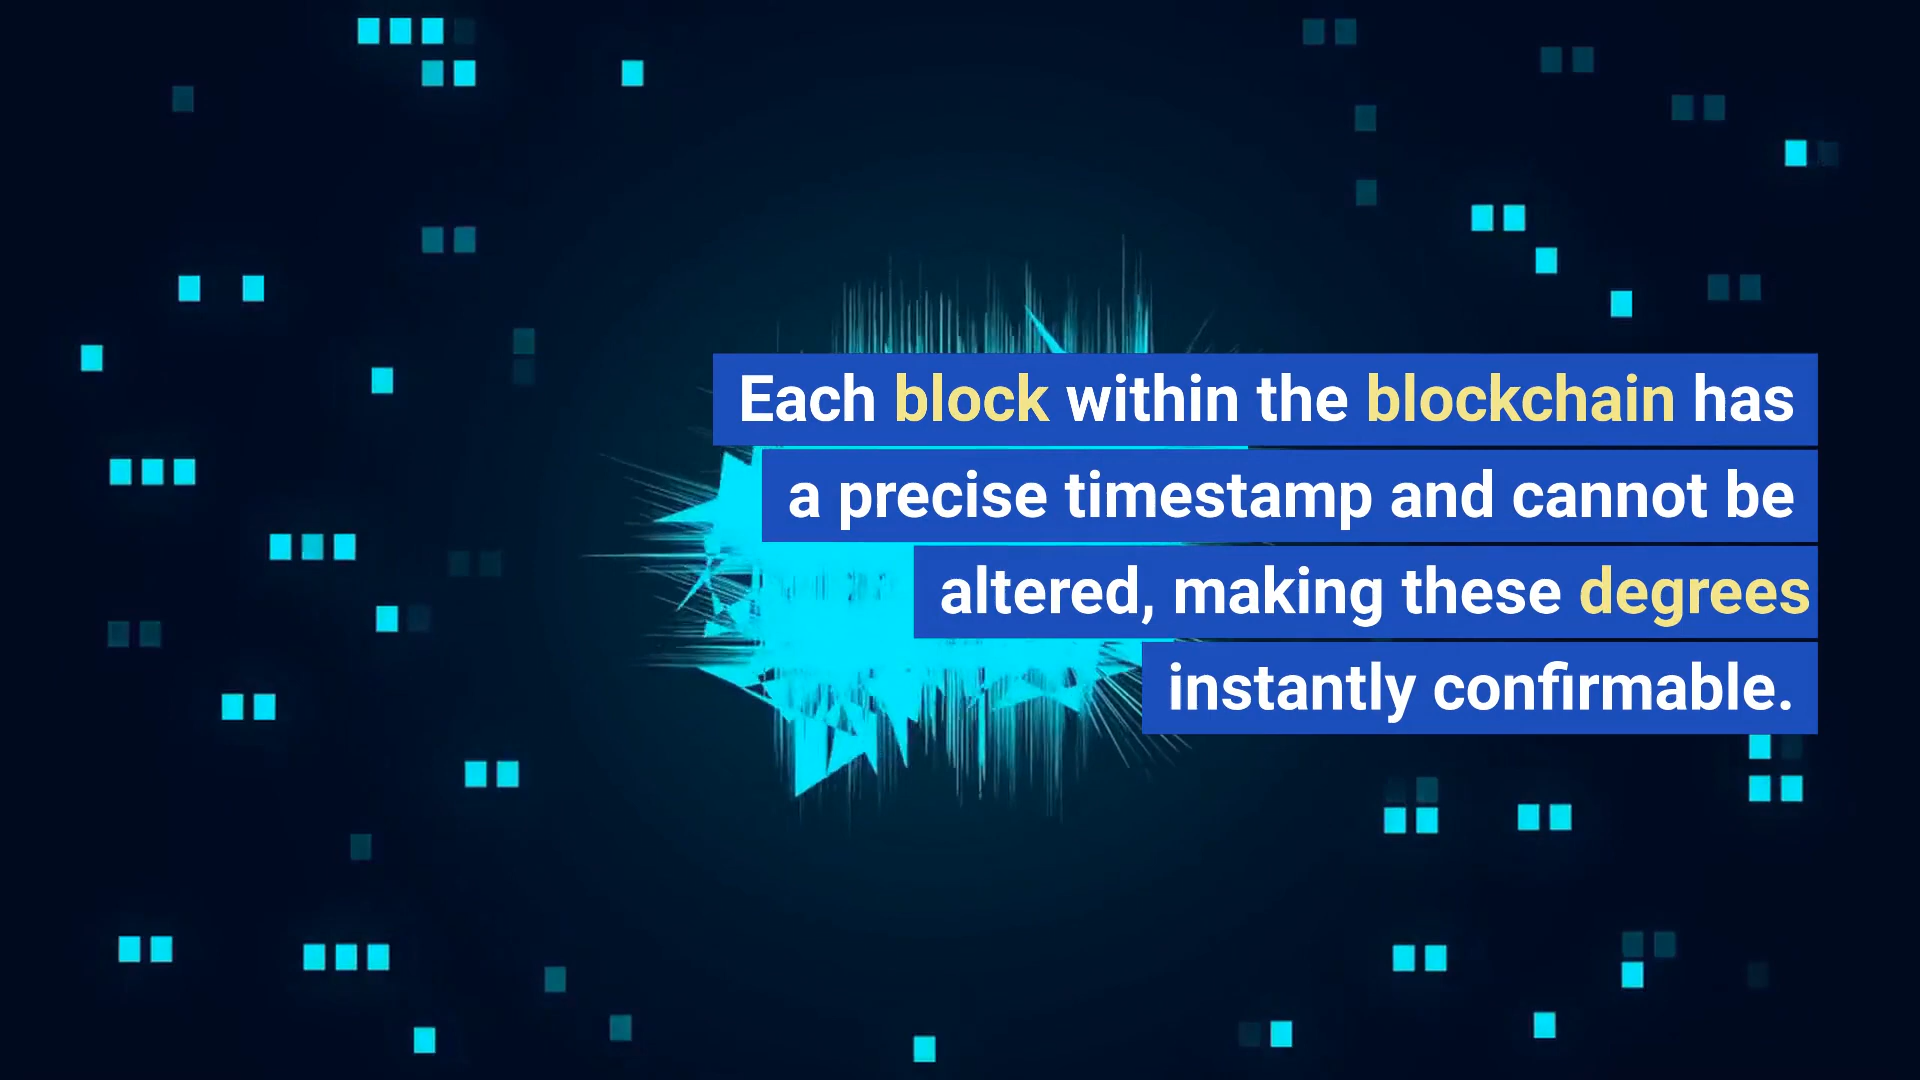 Each block within the blockchain has
a precise timestamp and cannot be
altered, making these degrees
instantly confirmable.